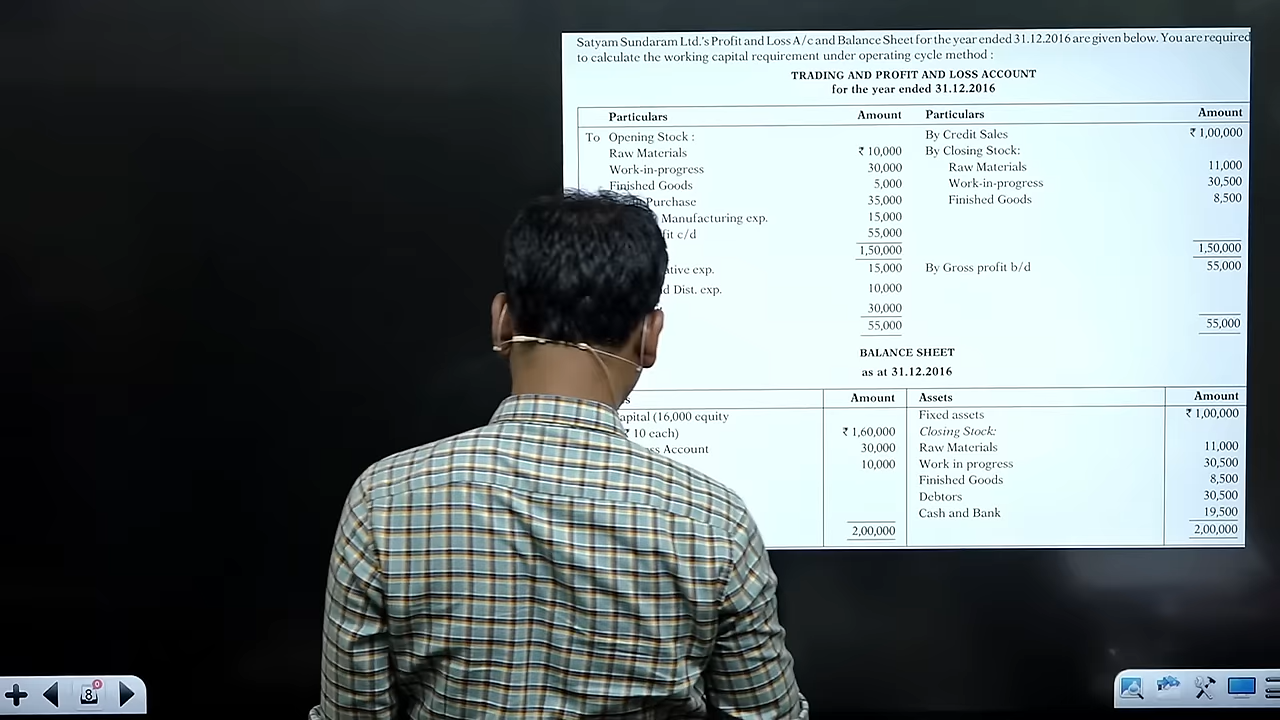 Satyam Sundaram Ltd.'s Profit and Loss A/c and Balance Sheet for the year ended 31.12.2016 are given below. You are required
to calculate the working capital requirement under operating cycle method :
TRADING AND PROFIT AND LOSS ACCOUNT
for the year ended 31.12.2016
Particulars Amount Particulars Amount
To Opening Stock : By Credit Sales ₹ 1,00,000
Raw Materials ₹ 10,000 By Closing Stock:
Work-in-progress 30,000 Raw Materials 11,000
Finished Goods 5,000 Work-in-progress 30,500
Purchase 35,000 Finished Goods 8,500
Manufacturing exp. 15,000
fit c/d 55,000
1,50,000 1,50,000
ative exp. 15,000 By Gross profit b/d 55,000
d Dist. exp. 10,000
30,000
55,000 55,000
BALANCE SHEET
as at 31.12.2016
s Amount Assets Amount
apital (16,000 equity Fixed assets ₹ 1,00,000
₹ 10 each) ₹ 1,60,000 Closing Stock:
ss Account 30,000 Raw Materials 11,000
10,000 Work in progress 30,500
Finished Goods 8,500
Debtors 30,500
Cash and Bank 19,500
2,00,000 2,00,000
8
0